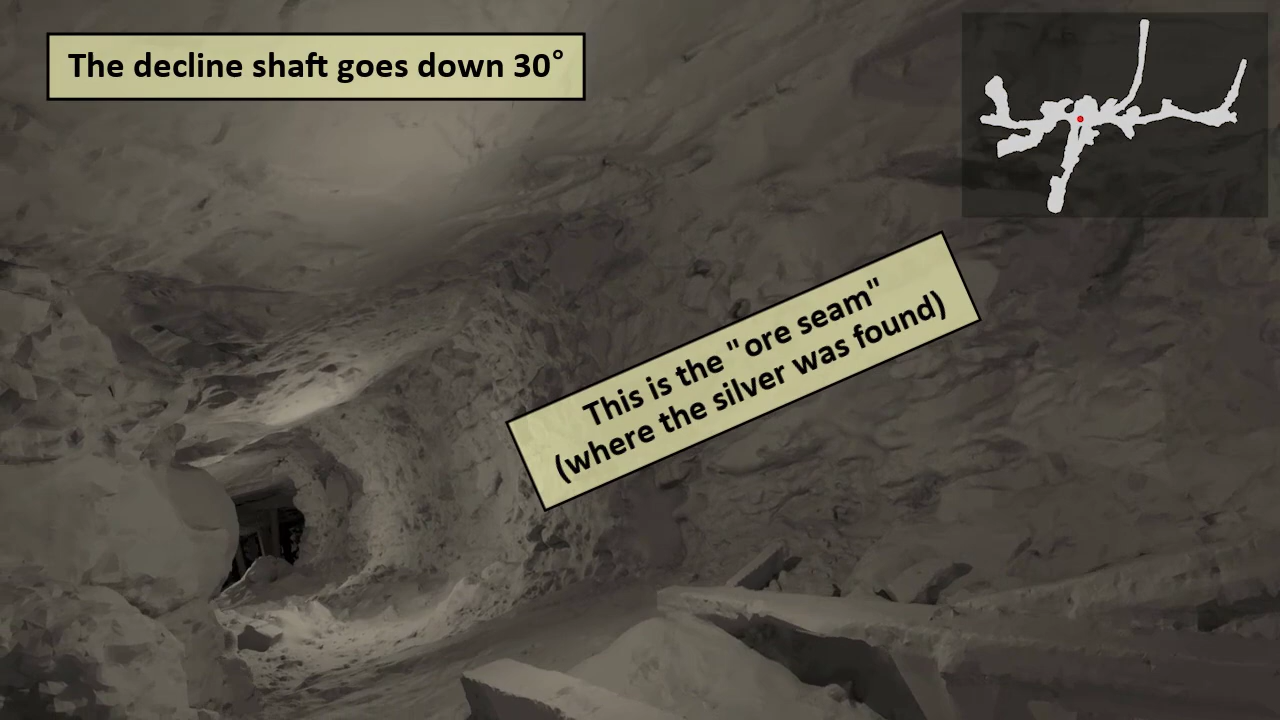 The decline shaft goes down 30°
This is the "ore seam"
(where the silver was found)